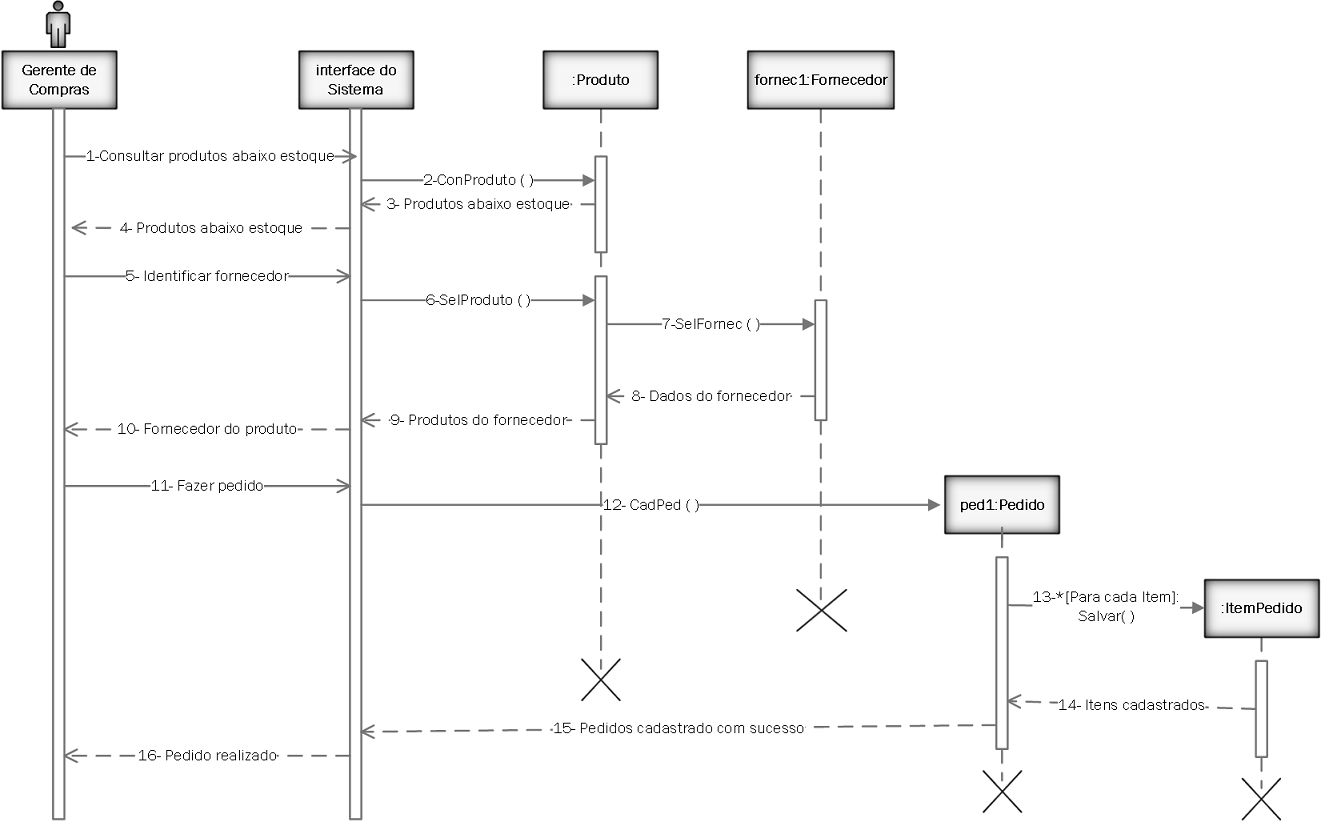 Gerente de
Compras
interface do
Sistema
:Produto
fornec1:Fornecedor
1-Consultar produtos abaixo estoque
2-ConProduto ( )
3- Produtos abaixo estoque
4- Produtos abaixo estoque
5- Identificar fornecedor
6-SelProduto ( )
7-SelFornec ( )
8- Dados do fornecedor
9- Produtos do fornecedor
10- Fornecedor do produto
11- Fazer pedido
12- CadPed ( )
ped1:Pedido
13-*[Para cada Item]:
Salvar( )
:ItemPedido
14- Itens cadastrados
15- Pedidos cadastrado com sucesso
16- Pedido realizado